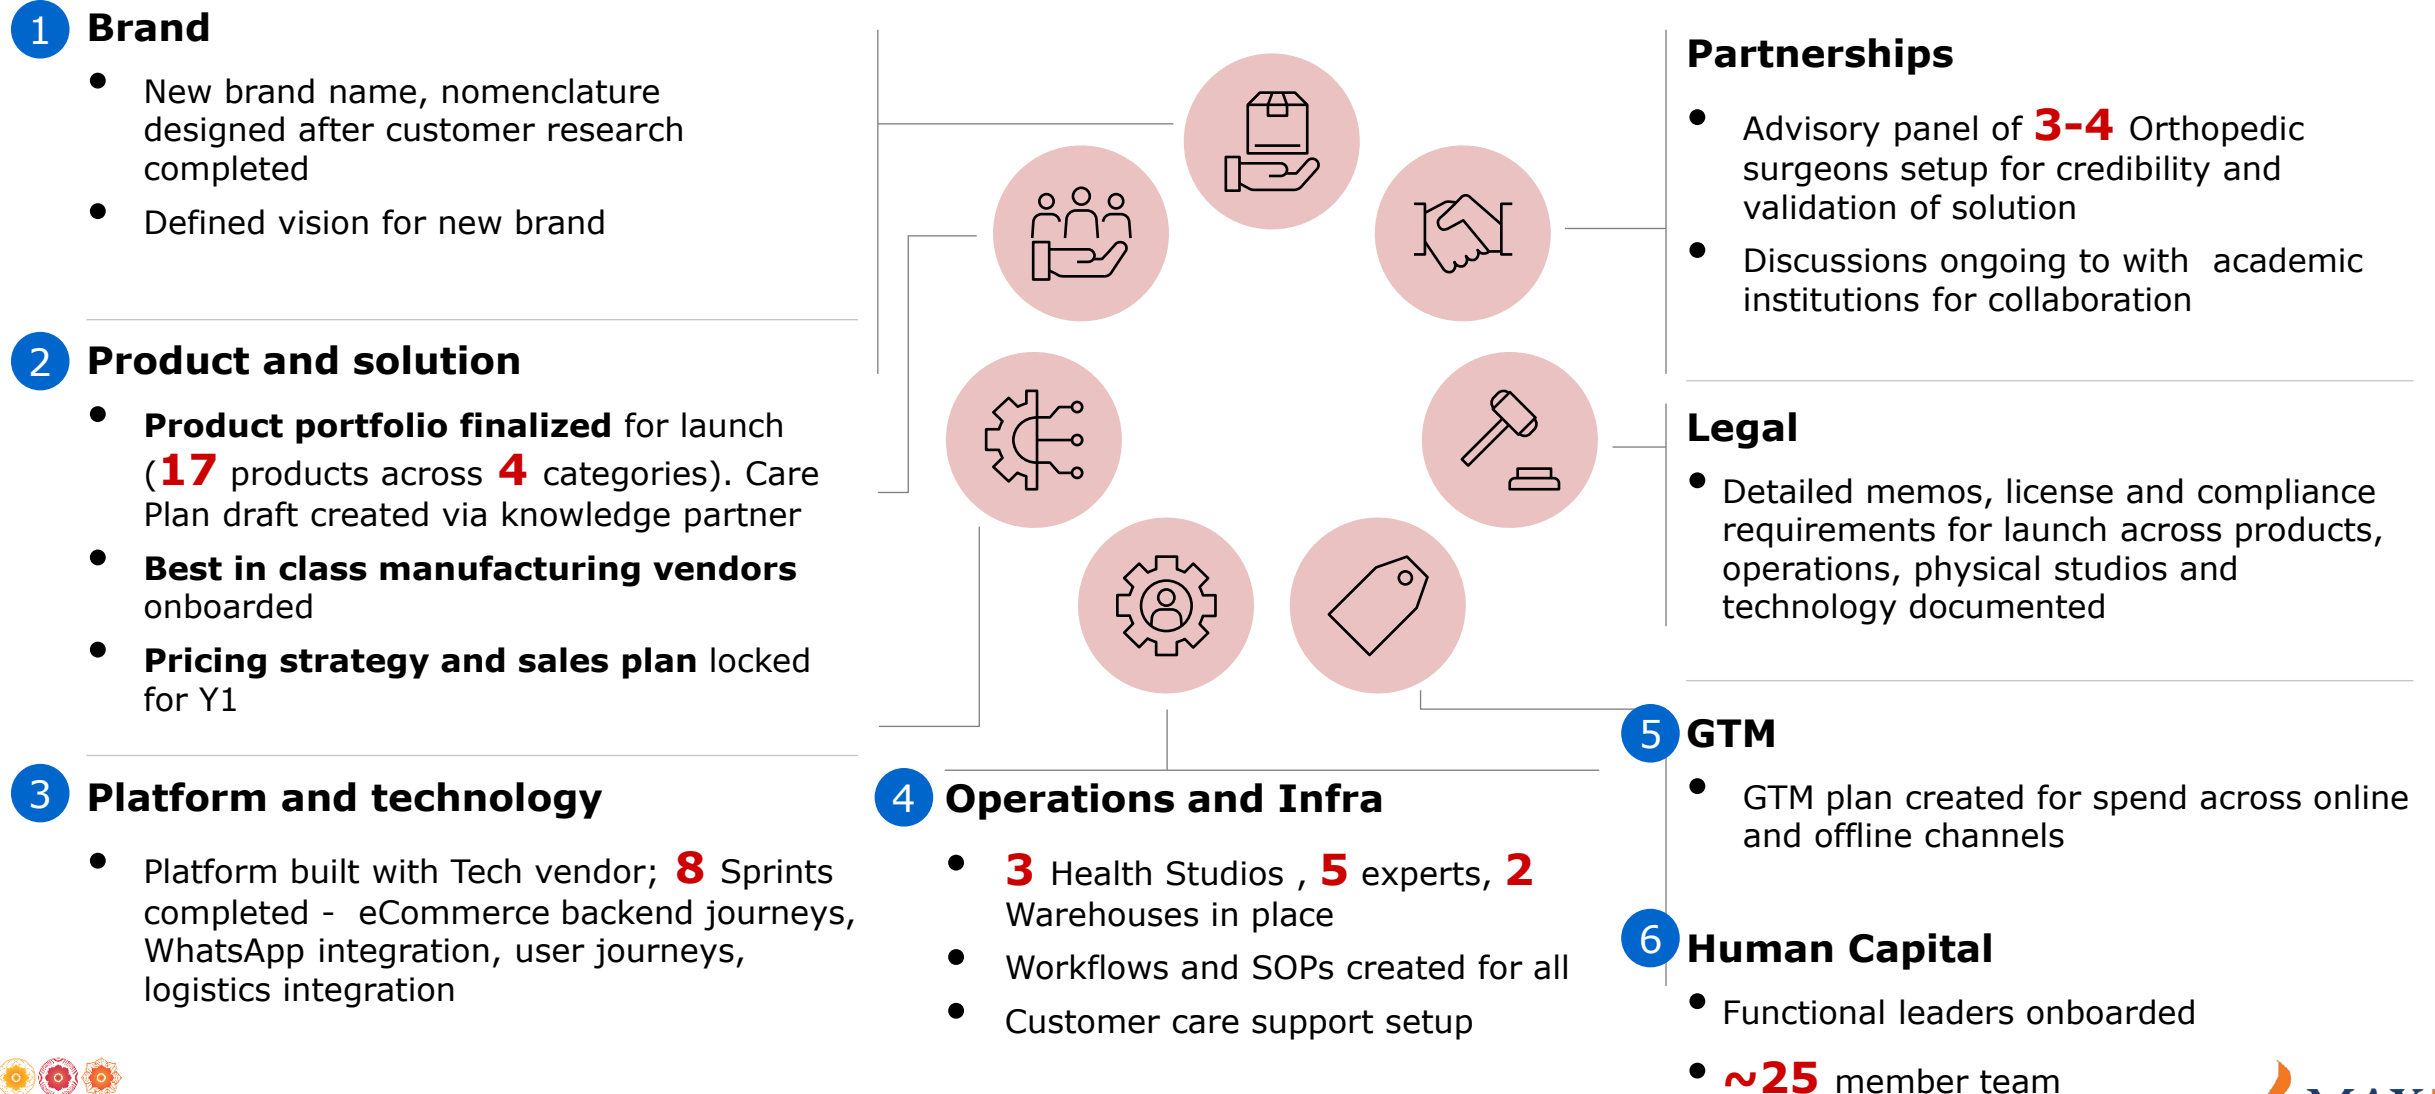 1 Brand
• New brand name, nomenclature
designed after customer research
completed
• Defined vision for new brand
2 Product and solution
• Product portfolio finalized for launch
(17 products across 4 categories). Care
Plan draft created via knowledge partner
• Best in class manufacturing vendors
onboarded
• Pricing strategy and sales plan locked
for Y1
3 Platform and technology
• Platform built with Tech vendor; 8 Sprints
completed - eCommerce backend journeys,
WhatsApp integration, user journeys,
logistics integration
4 Operations and Infra
• 3 Health Studios , 5 experts, 2
Warehouses in place
• Workflows and SOPs created for all
• Customer care support setup
Partnerships
• Advisory panel of 3-4 Orthopedic
surgeons setup for credibility and
validation of solution
• Discussions ongoing to with academic
institutions for collaboration
Legal
• Detailed memos, license and compliance
requirements for launch across products,
operations, physical studios and
technology documented
5 GTM
• GTM plan created for spend across online
and offline channels
6 Human Capital
• Functional leaders onboarded
• ~25 member team